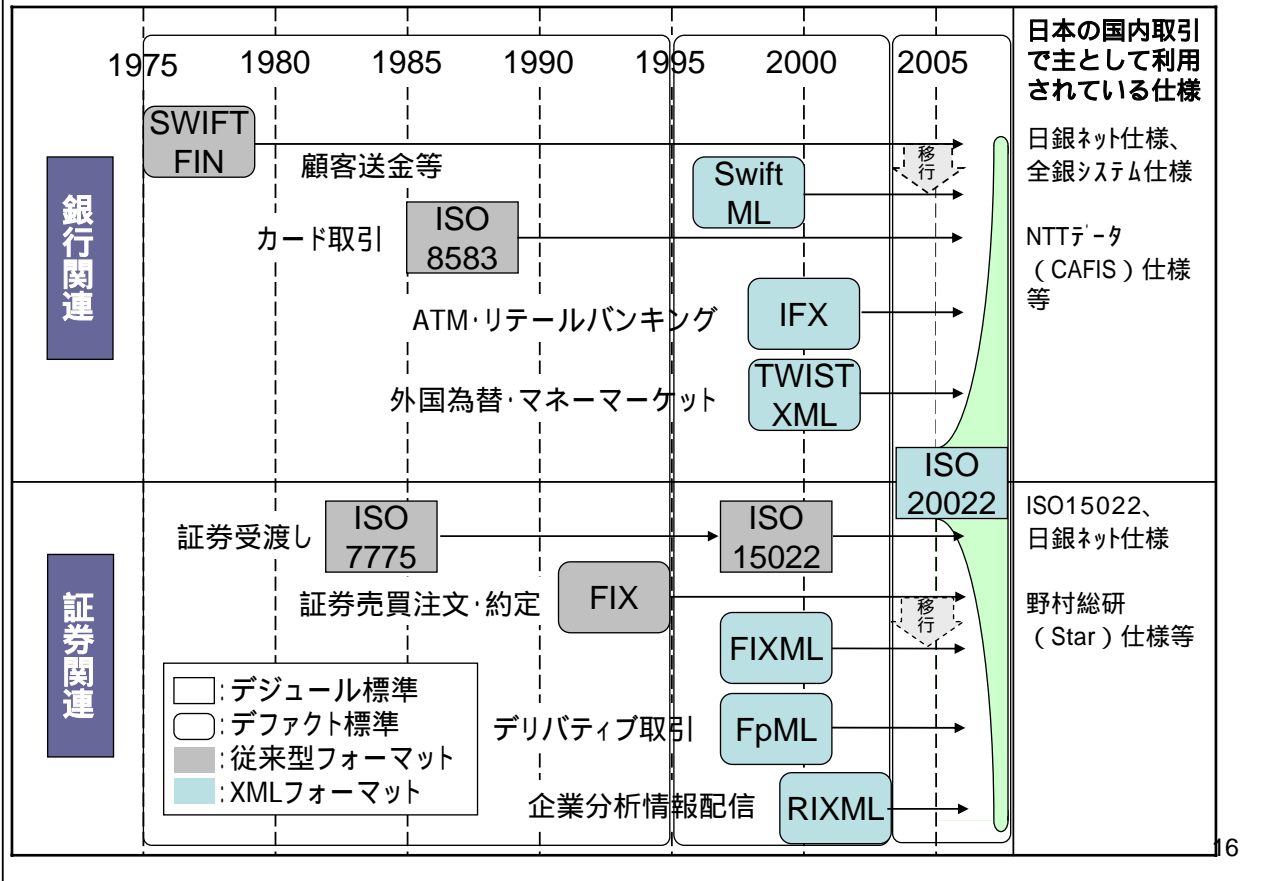 1975 1980 1985 1990 1995 2000 2005
日本の国内取引
で主として利用
されている仕様
銀行関連
SWIFT
FIN
顧客送金等
Swift
ML
移行
日銀ネット仕様、
全銀システム仕様
カード取引
ISO
8583
NTTデータ
（CAFIS）仕様
等
ATM･リテールバンキング
IFX
外国為替･マネーマーケット
TWIST
XML
ISO
20022
証券関連
証券受渡し
ISO
7775
ISO
15022
ISO15022、
日銀ネット仕様
証券売買注文･約定
FIX
移行
FIXML
野村総研
（Star）仕様等
デリバティブ取引
FpML
企業分析情報配信
RIXML
:デジュール標準
:デファクト標準
:従来型フォーマット
:XMLフォーマット
16